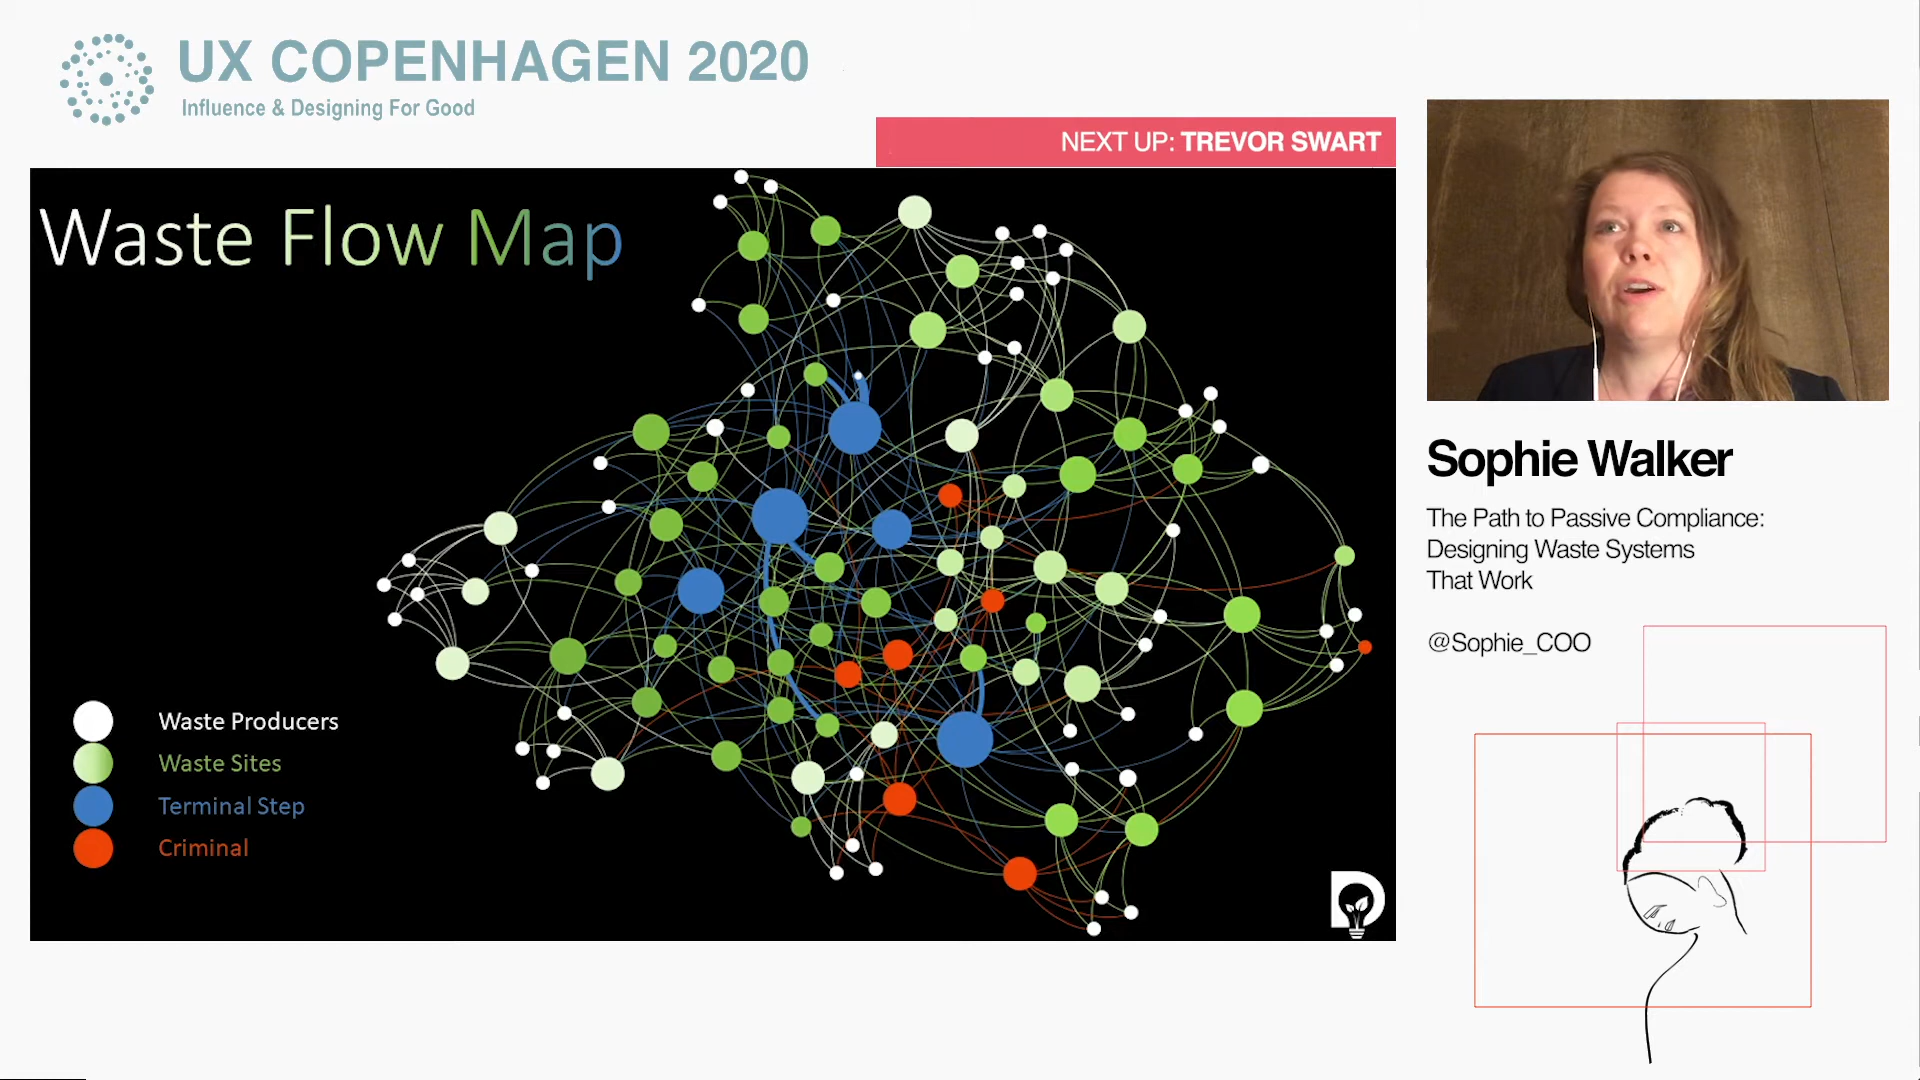 UX COPENHAGEN 2020
Influence & Designing For Good
NEXT UP: TREVOR SWART
Waste Flow Map
Waste Producers
Waste Sites
Terminal Step
Criminal
Sophie Walker
The Path to Passive Compliance:
Designing Waste Systems
That Work
@Sophie_COO